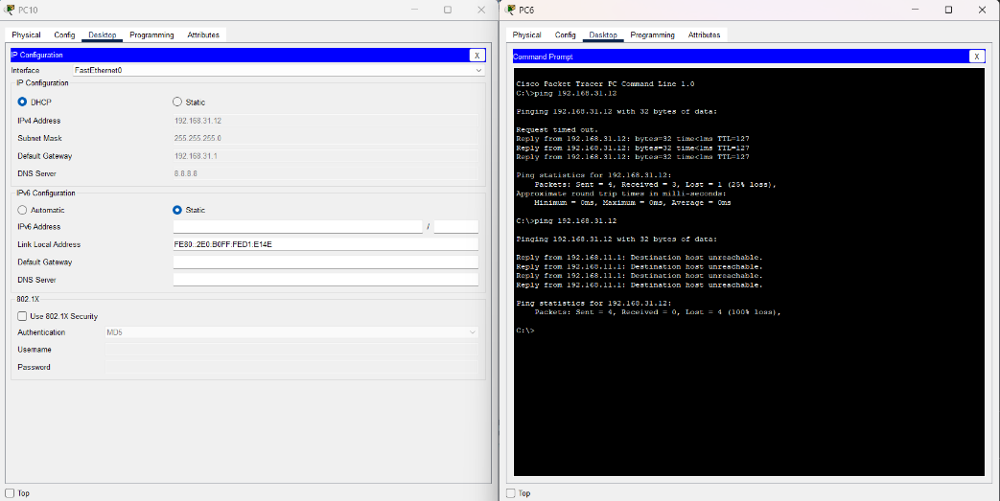 PC10
Physical Config Desktop Programming Attributes
IP Configuration X
Interface FastEthernet0
IP Configuration
DHCP Static
IPv4 Address 192.168.31.12
Subnet Mask 255.255.255.0
Default Gateway 192.168.31.1
DNS Server 8.8.8.8
IPv6 Configuration
Automatic Static
IPv6 Address /
Link Local Address FE80::2E0:B0FF:FED1:E14E
Default Gateway
DNS Server
802.1X
Use 802.1X Security
Authentication MD5
Username
Password
Top
PC6
Physical Config Desktop Programming Attributes
Command Prompt X
Cisco Packet Tracer PC Command Line 1.0
C:\>ping 192.168.31.12
Pinging 192.168.31.12 with 32 bytes of data:
Request timed out.
Reply from 192.168.31.12: bytes=32 time<1ms TTL=127
Reply from 192.168.31.12: bytes=32 time<1ms TTL=127
Reply from 192.168.31.12: bytes=32 time<1ms TTL=127
Ping statistics for 192.168.31.12:
Packets: Sent = 4, Received = 3, Lost = 1 (25% loss),
Approximate round trip times in milli-seconds:
Minimum = 0ms, Maximum = 0ms, Average = 0ms
C:\>ping 192.168.31.12
Pinging 192.168.31.12 with 32 bytes of data:
Reply from 192.168.11.1: Destination host unreachable.
Reply from 192.168.11.1: Destination host unreachable.
Reply from 192.168.11.1: Destination host unreachable.
Reply from 192.168.11.1: Destination host unreachable.
Ping statistics for 192.168.31.12:
Packets: Sent = 4, Received = 0, Lost = 4 (100% loss),
C:\>
Top